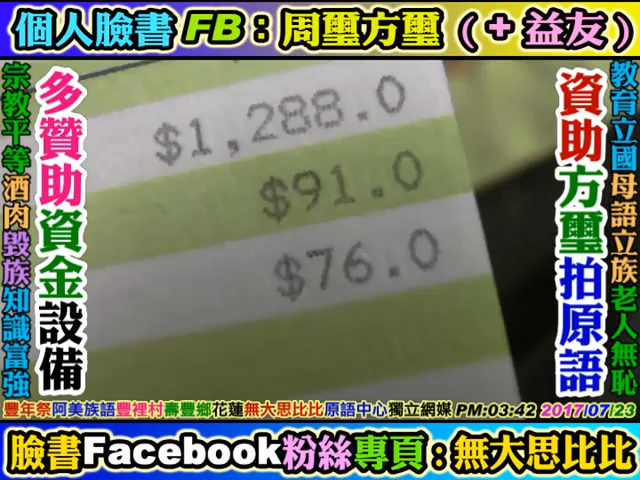 個人臉書 FB：周璽方璽（+ 益友）
宗教平等酒肉毀族知識富強
多贊助資金設備
$1,288.0
$91.0
$76.0
資助方璽拍原語
教育立國母語立族老人無恥
豐年祭阿美族語豐裡村壽豐鄉花蓮無大思比比原語中心獨立網媒 PM:03:42 2017/07/23
臉書Facebook粉絲專頁：無大思比比